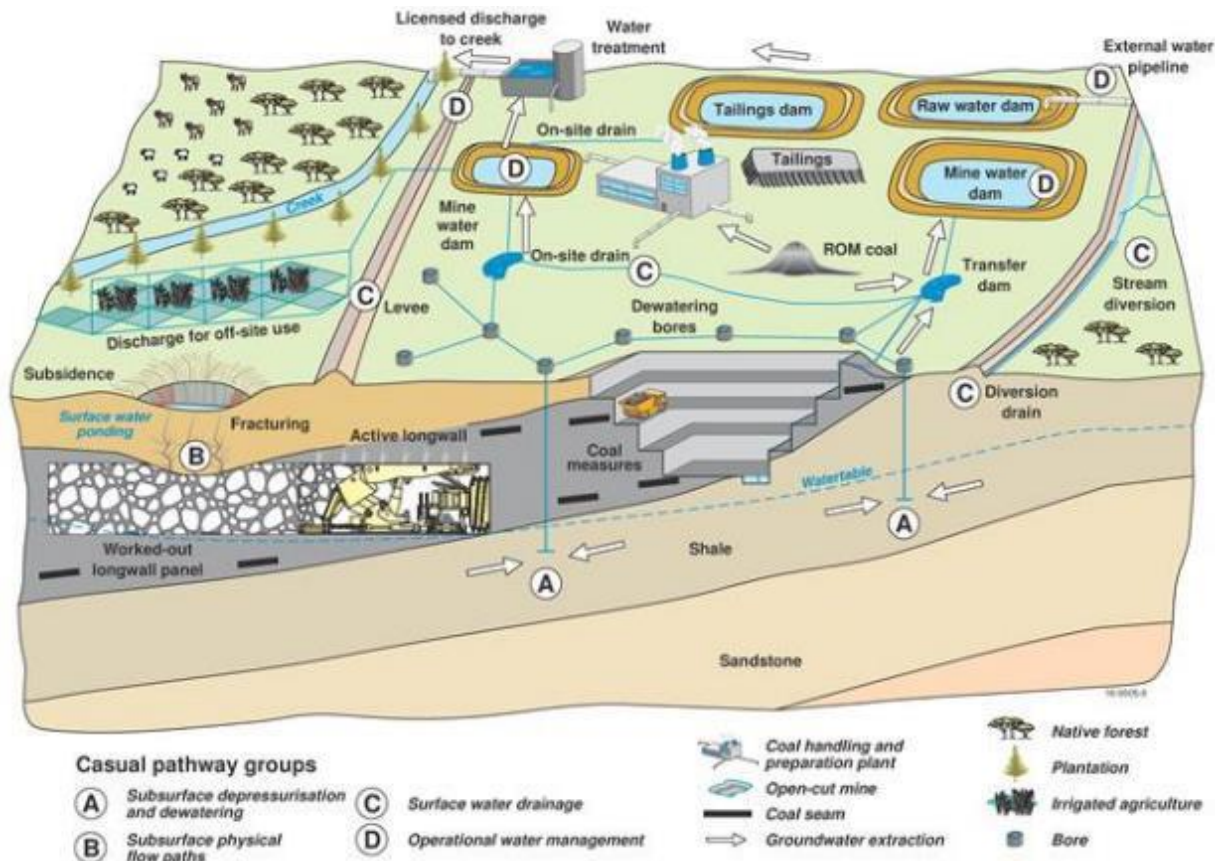 Licensed discharge
to creek
Water
treatment
External water
pipeline
D
D
Tailings dam
Raw water dam
On-site drain
Tailings
D
Mine water
dam
D
Creek
Mine
water
dam
ROM coal
On-site drain
C
C
Transfer
dam
Stream
diversion
C
Levee
Dewatering
bores
Discharge for off-site use
Subsidence
C
Diversion
drain
Surface water
ponding
Fracturing
B
Active longwall
Coal
measures
Watertable
A
Worked-out
longwall panel
Shale
A
Sandstone
Casual pathway groups
A
Subsurface depressurisation
and dewatering
B
Subsurface physical
flow paths
C
Surface water drainage
D
Operational water management
Coal handling and
preparation plant
Open-cut mine
Coal seam
Groundwater extraction
Native forest
Plantation
Irrigated agriculture
Bore